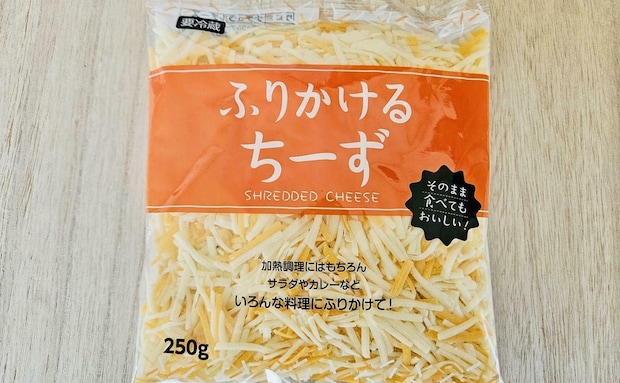 要冷蔵
ふりかける
ちーず
SHREDDED CHEESE
そのまま
食べても
おいしい!
加熱調理にはもちろん
サラダやカレーなど
いろんな料理にふりかけて!
250g